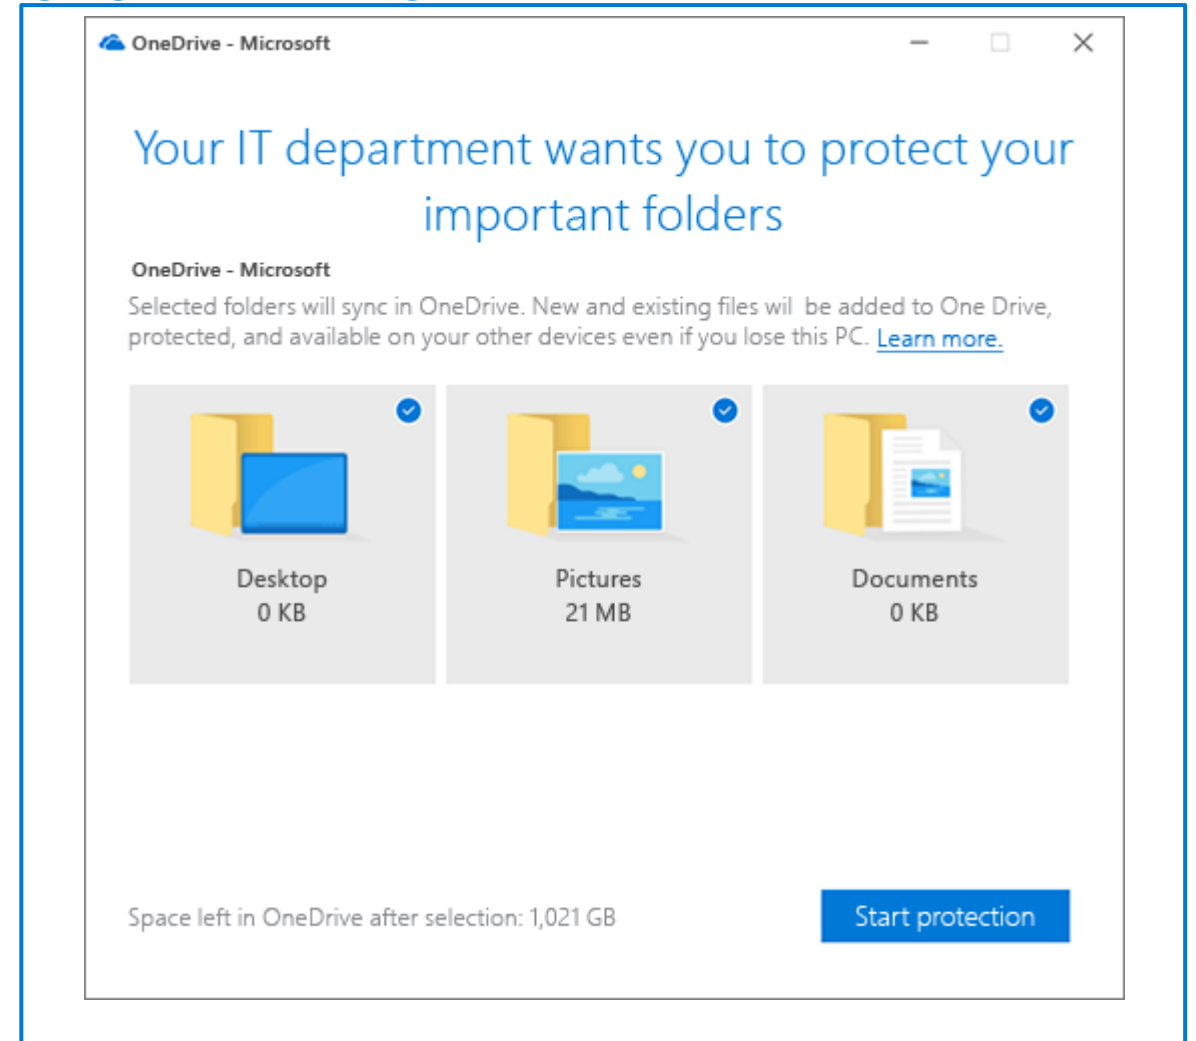 OneDrive - Microsoft
Your IT department wants you to protect your
important folders
OneDrive - Microsoft
Selected folders will sync in OneDrive. New and existing files wil be added to One Drive,
protected, and available on your other devices even if you lose this PC. Learn more.
Desktop
0 KB
Pictures
21 MB
Documents
0 KB
Space left in OneDrive after selection: 1,021 GB
Start protection